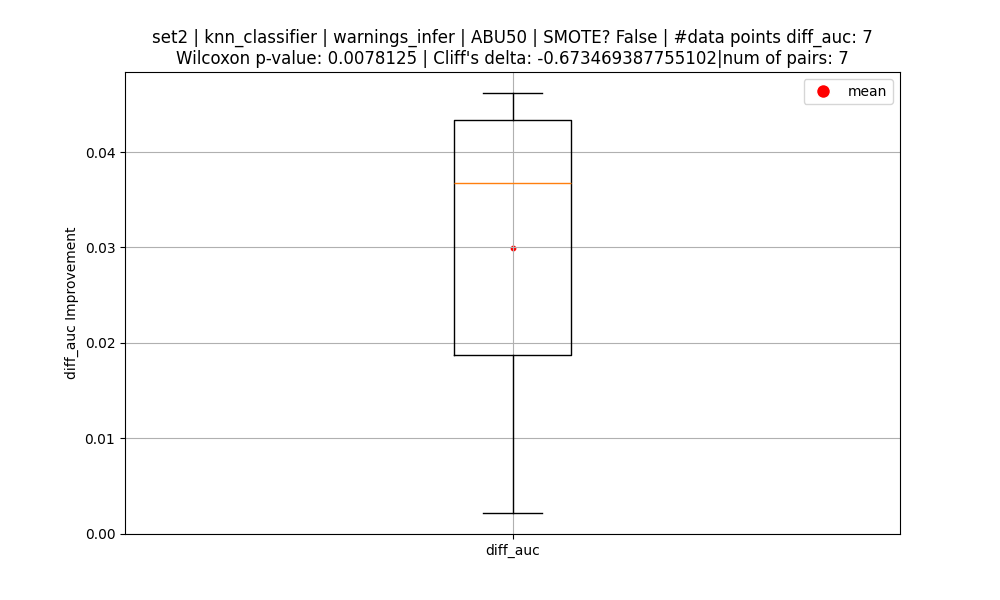 set2 | knn_classifier | warnings_infer | ABU50 | SMOTE? False | #data points diff_auc: 7
Wilcoxon p-value: 0.0078125 | Cliff's delta: -0.673469387755102|num of pairs: 7
mean
0.04
0.03
0.02
0.01
0.00
diff_auc Improvement
diff_auc